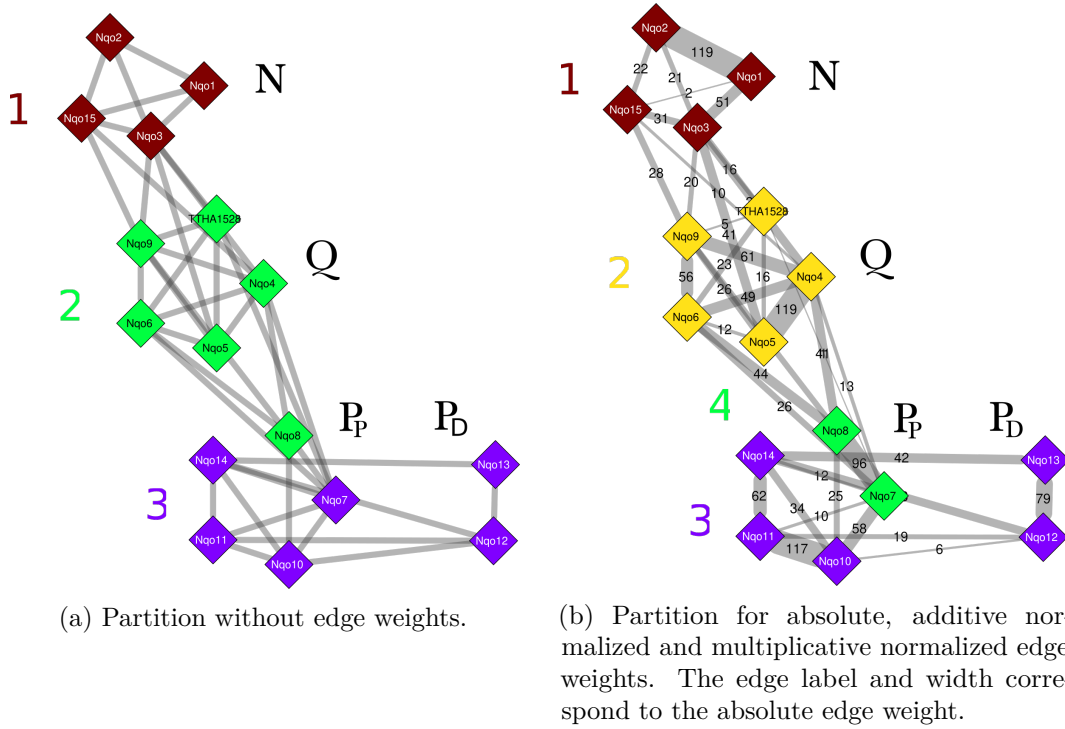 Nqo2
Nqo1
N
1
Nqo15
Nqo3
TTHA1528
Nqo9
Q
Nqo4
2
Nqo6
Nqo5
P_P
P_D
Nqo8
Nqo14
Nqo13
3
Nqo7
Nqo11
Nqo12
Nqo10
(a) Partition without edge weights.
Nqo2
119
Nqo1
N
1
22
21
2
51
Nqo15
31
Nqo3
28
20
16
10
TTHA1528
5
41
Nqo9
Q
61
2
56
23
16
Nqo4
26
49
119
Nqo6
12
Nqo5
41
44
13
4
26
P_P
P_D
Nqo8
Nqo14
96
42
Nqo13
12
62
34
25
Nqo7
79
3
10
58
Nqo11
19
Nqo12
117
6
Nqo10
(b) Partition for absolute, additive nor-
malized and multiplicative normalized edge
weights. The edge label and width corre-
spond to the absolute edge weight.